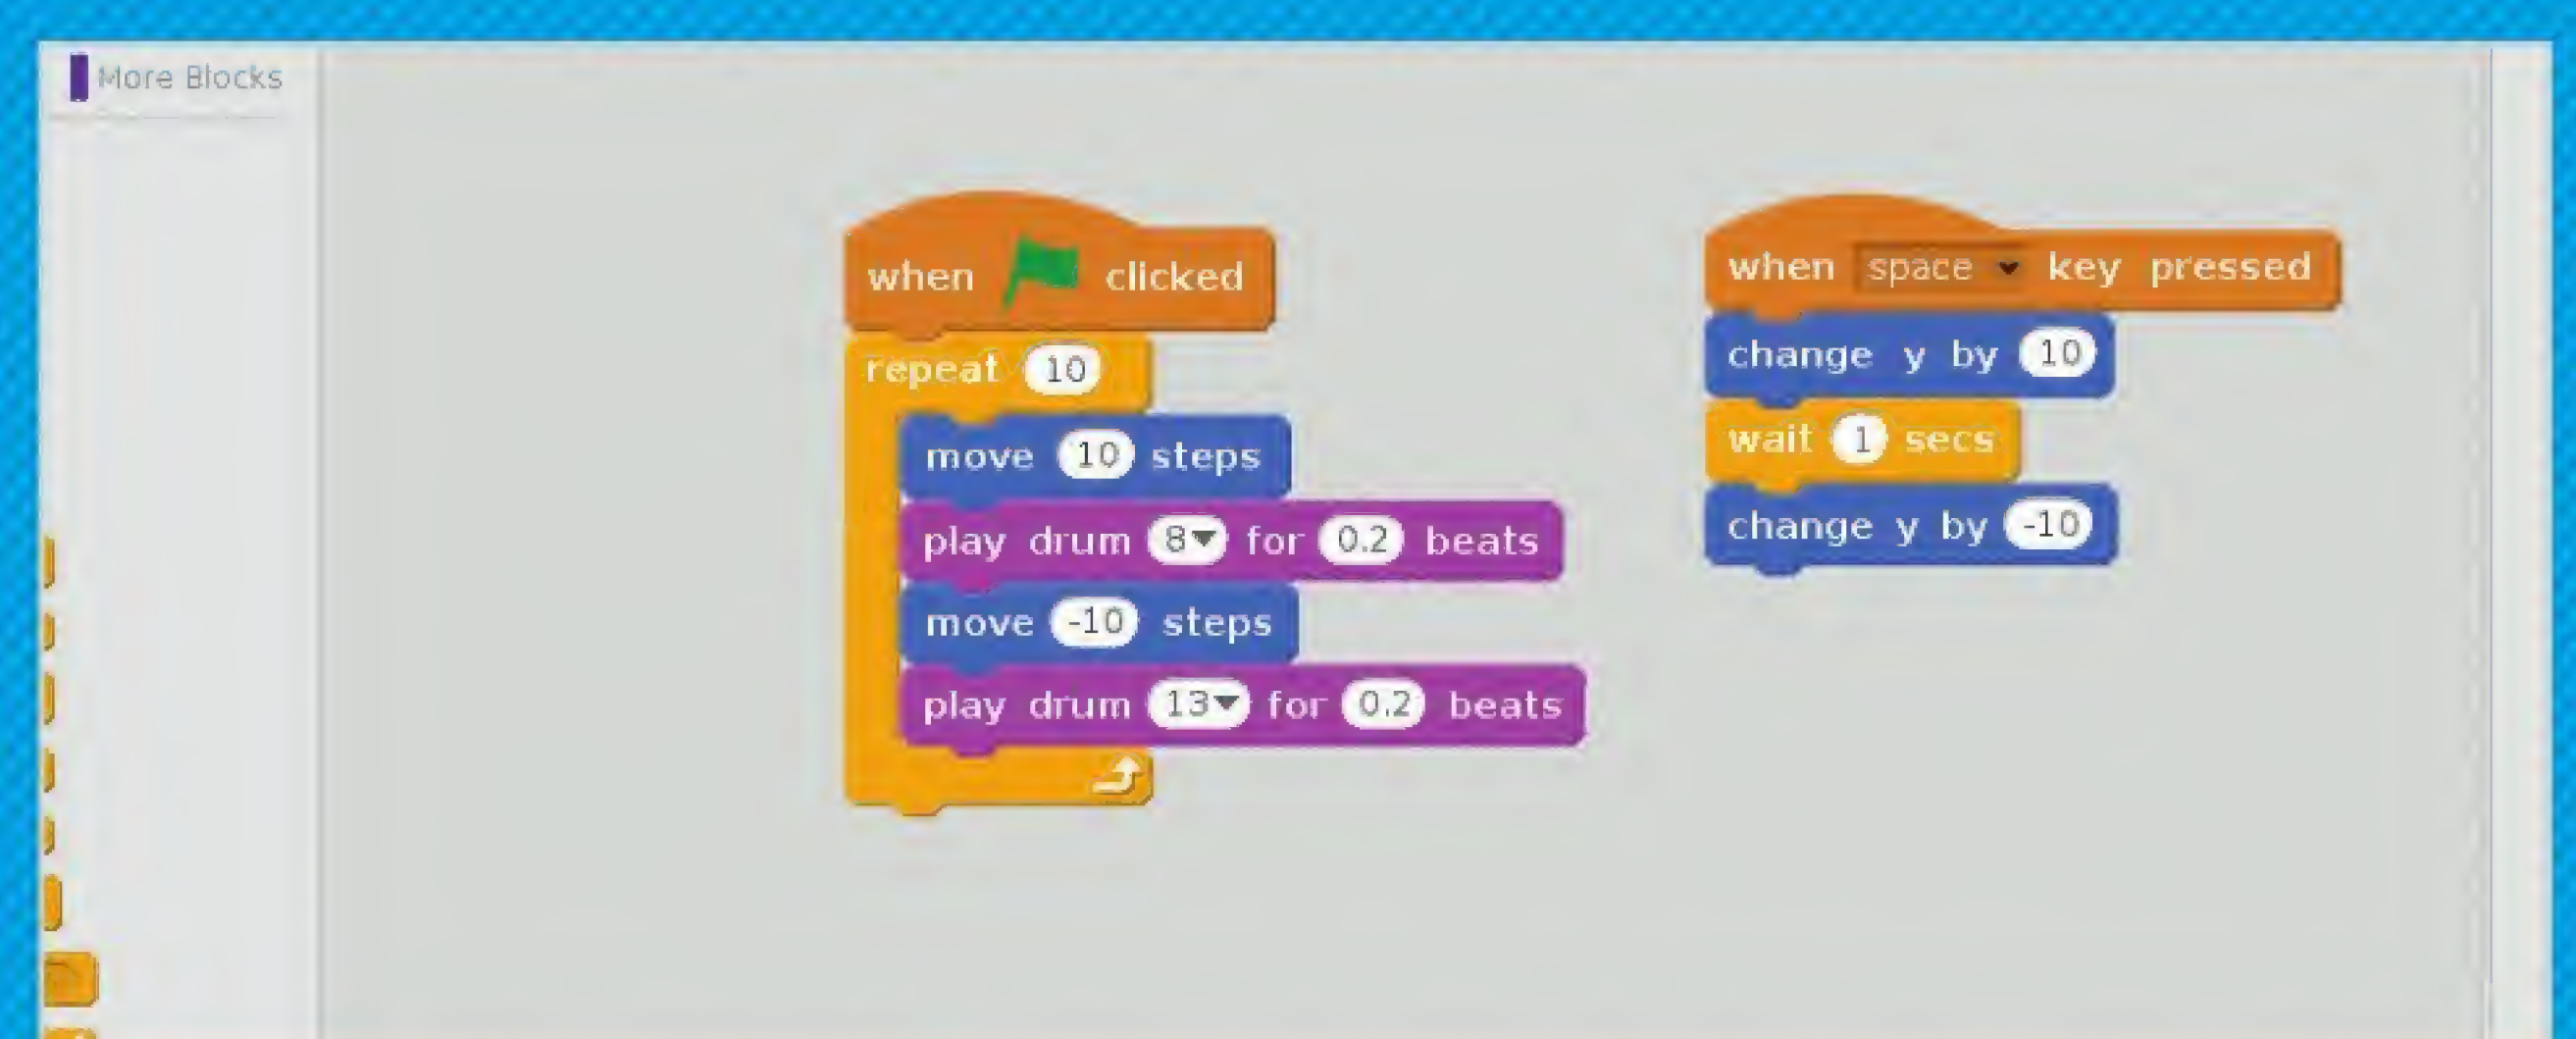 More Blocks
when clicked
repeat 10
move 10 steps
play drum 8 for 0.2 beats
move -10 steps
play drum 13 for 0.2 beats
when space key pressed
change y by 10
wait 1 secs
change y by -10